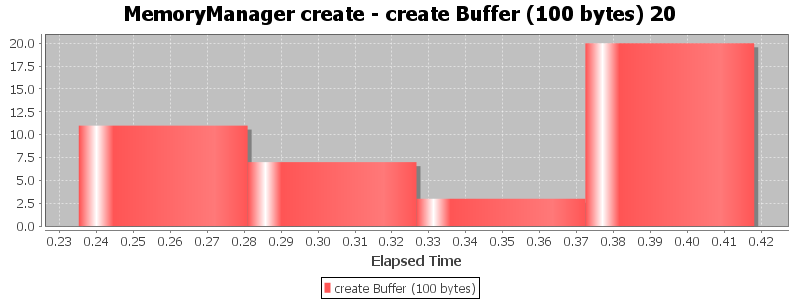 MemoryManager create - create Buffer (100 bytes) 20
20.0
17.5
15.0
12.5
10.0
7.5
5.0
2.5
0.0
0.23 0.24 0.25 0.26 0.27 0.28 0.29 0.30 0.31 0.32 0.33 0.34 0.35 0.36 0.37 0.38 0.39 0.40 0.41 0.42
Elapsed Time
create Buffer (100 bytes)